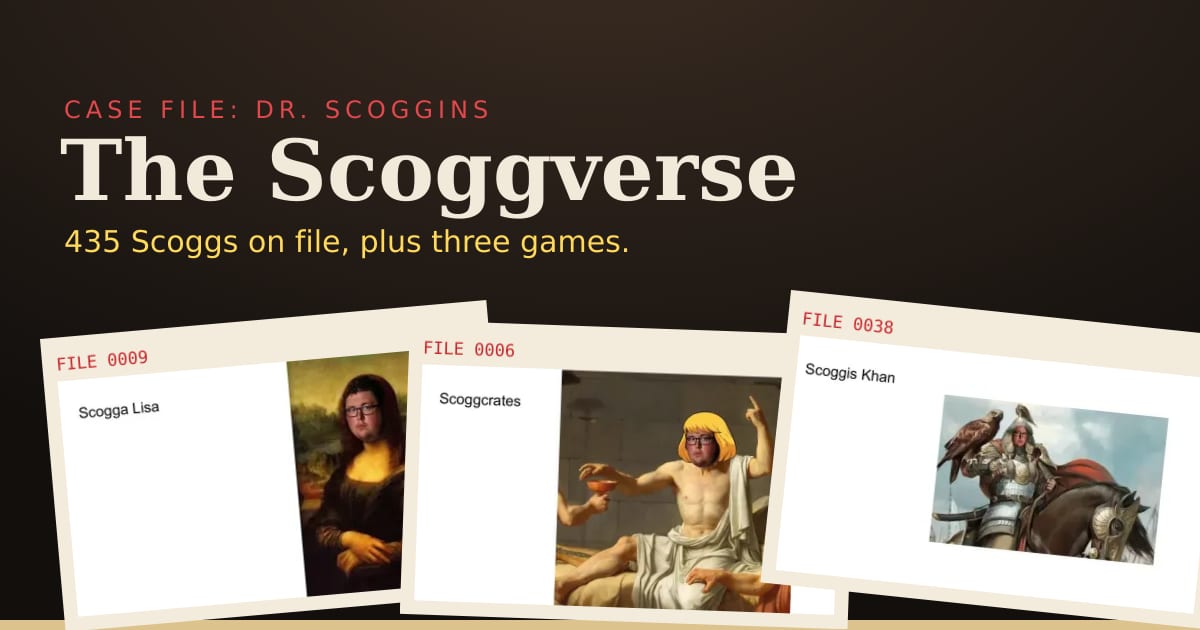 CASE FILE: DR. SCOGGINS
The Scoggverse
435 Scoggs on file, plus three games.
FILE 0009
Scogga Lisa
FILE 0006
Scoggcrates
FILE 0038
Scoggis Khan